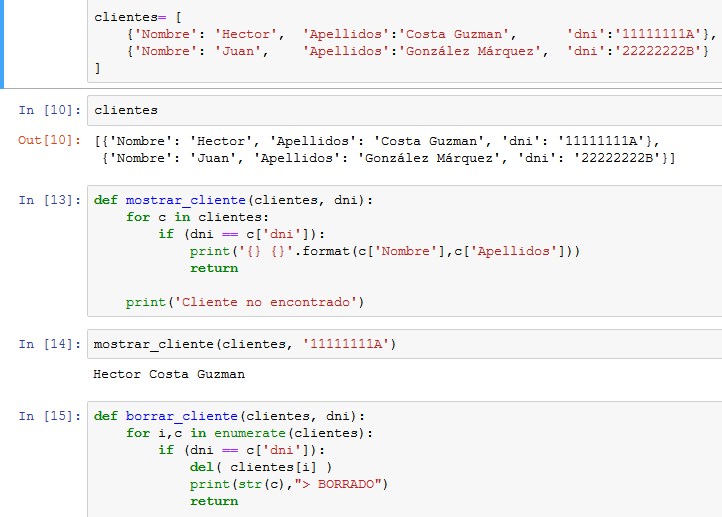 clientes= [
    {'Nombre': 'Hector',  'Apellidos':'Costa Guzman',      'dni':'11111111A'},
    {'Nombre': 'Juan',    'Apellidos':'González Márquez',  'dni':'22222222B'}
]
In [10]: clientes
Out[10]: [{'Nombre': 'Hector', 'Apellidos': 'Costa Guzman', 'dni': '11111111A'},
 {'Nombre': 'Juan', 'Apellidos': 'González Márquez', 'dni': '22222222B'}]
In [13]: def mostrar_cliente(clientes, dni):
    for c in clientes:
        if (dni == c['dni']):
            print('{} {}'.format(c['Nombre'],c['Apellidos']))
            return
    print('Cliente no encontrado')
In [14]: mostrar_cliente(clientes, '11111111A')
Hector Costa Guzman
In [15]: def borrar_cliente(clientes, dni):
    for i,c in enumerate(clientes):
        if (dni == c['dni']):
            del( clientes[i] )
            print(str(c),"> BORRADO")
            return